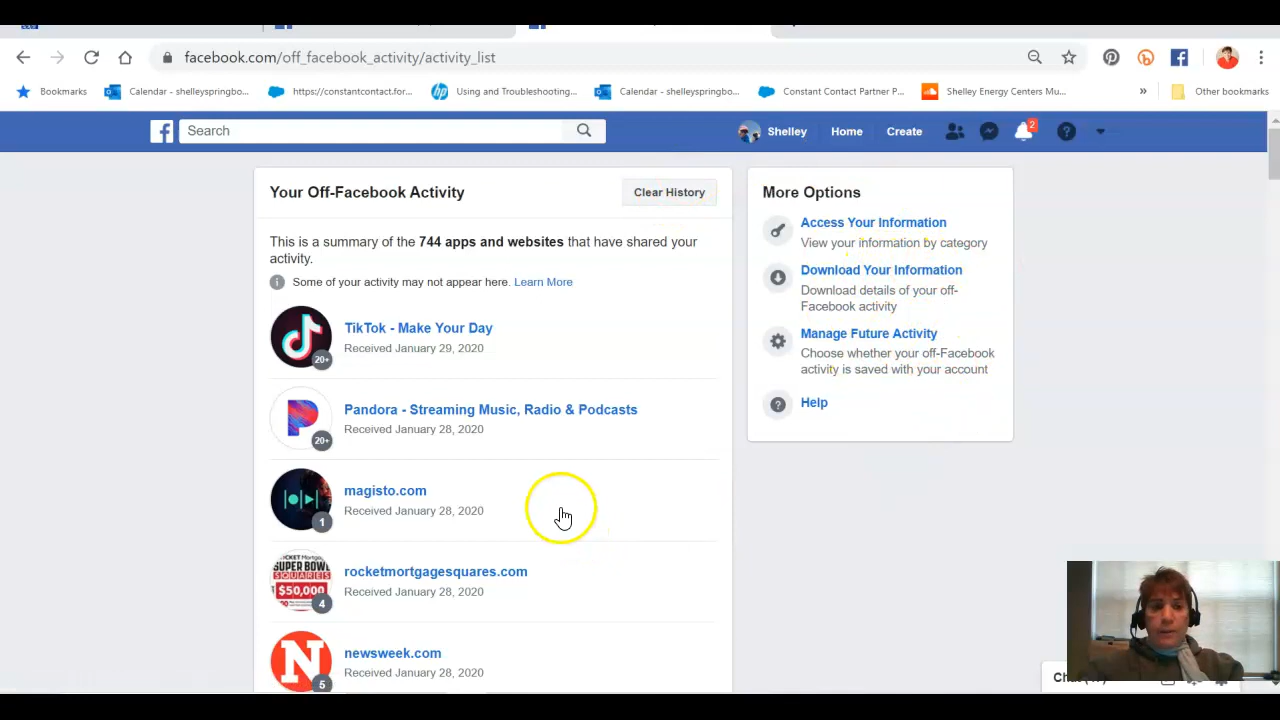 facebook.com/off_facebook_activity/activity_list
Bookmarks
Calendar - shelleyspringbo...
https://constantcontact.for...
Using and Troubleshooting...
Calendar - shelleyspringbo...
Constant Contact Partner P...
Shelley Energy Centers Mu...
»
Other bookmarks
Search
Shelley
Home
Create
2
Your Off-Facebook Activity
Clear History
This is a summary of the 744 apps and websites that have shared your
activity.
Some of your activity may not appear here. Learn More
TikTok - Make Your Day
Received January 29, 2020
20+
Pandora - Streaming Music, Radio & Podcasts
Received January 28, 2020
20+
magisto.com
Received January 28, 2020
1
rocketmortgagesquares.com
Received January 28, 2020
SUPER BOWL
SQUARES
$50,000
4
newsweek.com
Received January 28, 2020
N
5
More Options
Access Your Information
View your information by category
Download Your Information
Download details of your off-
Facebook activity
Manage Future Activity
Choose whether your off-Facebook
activity is saved with your account
Help